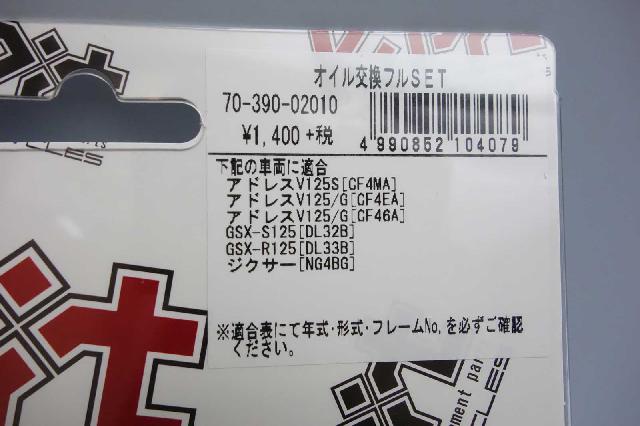 オイル交換フルSET
70-390-02010
¥1,400 +税
4 990852 104079
下記の車両に適合
アドレスV125S[CF4MA]
アドレスV125/G[CF4EA]
アドレスV125/G[CF46A]
GSX-S125[DL32B]
GSX-R125[DL33B]
ジクサー[NG4BG]
※適合表にて年式・形式・フレームNo,を必ずご確認
ください。